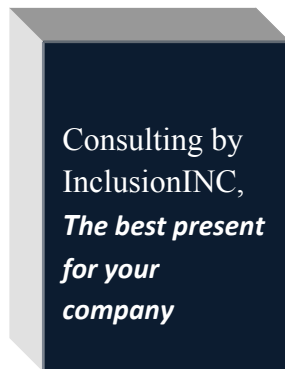 Consulting by
InclusionINC,
The best present
for your
company